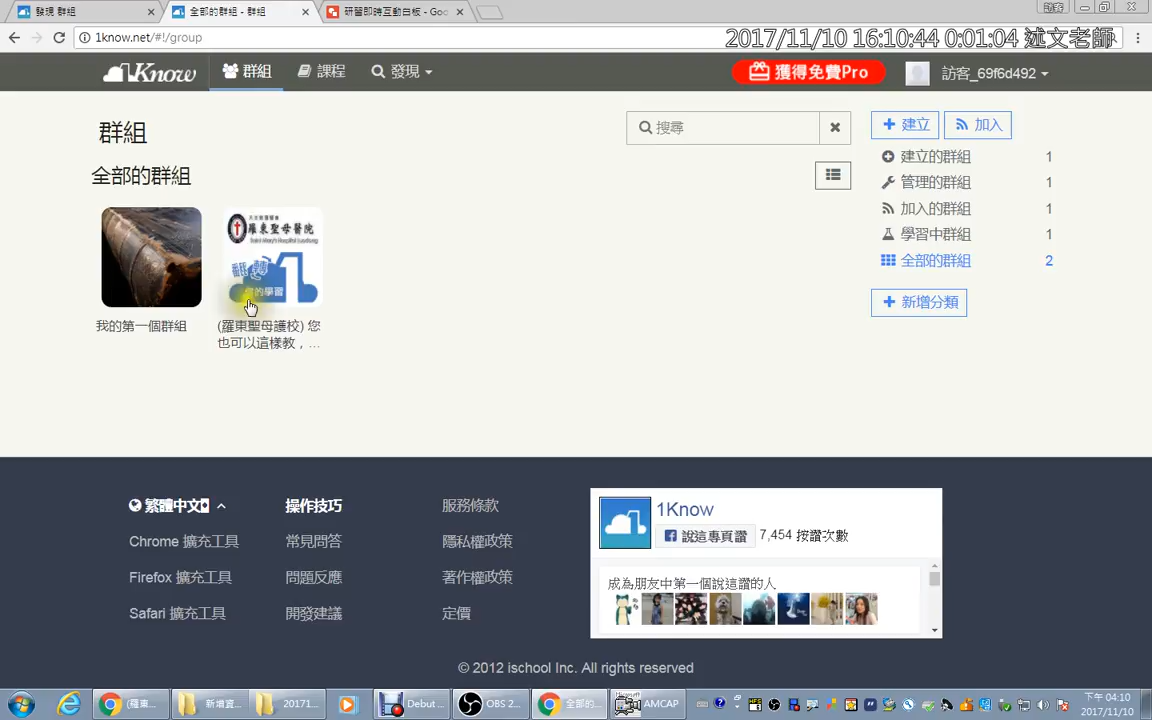 發現 群組
全部的群組 - 群組
研習即時互動白板 - Goo
訪客
1know.net/#!/group
2017/11/10 16:10:44 0:01:04 述文老師
1Know
群組
課程
發現
獲得免費Pro
訪客_69f6d492
群組
搜尋
建立
加入
全部的群組
建立的群組 1
管理的群組 1
加入的群組 1
學習中群組 1
全部的群組 2
新增分類
羅東聖母醫院
Saint Mary's Hospital Luodong
翻轉
的學習
我的第一個群組
(羅東聖母護校) 您
也可以這樣教，...
繁體中文
操作技巧
服務條款
Chrome 擴充工具
常見問答
隱私權政策
Firefox 擴充工具
問題反應
著作權政策
Safari 擴充工具
開發建議
定價
1Know
說這專頁讚
7,454 按讚次數
成為朋友中第一個說這讚的人
© 2012 ischool Inc. All rights reserved
(羅東...
新增資...
20171...
Debut ...
OBS 2...
全部的...
AMCAP
下午 04:10
2017/11/10